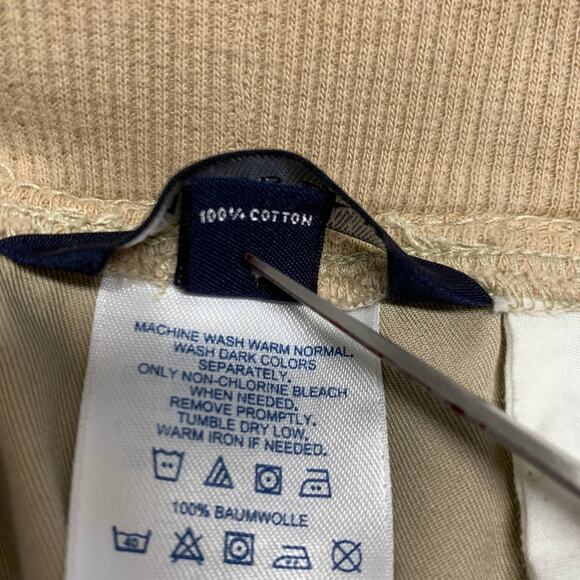 100% COTTON
MACHINE WASH WARM NORMAL.
WASH DARK COLORS
SEPARATELY.
ONLY NON-CHLORINE BLEACH
WHEN NEEDED.
REMOVE PROMPTLY.
TUMBLE DRY LOW.
WARM IRON IF NEEDED.
100% BAUMWOLLE
40